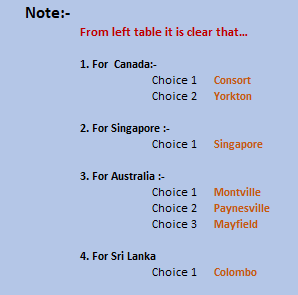 Note:-
From left table it is clear that...
1. For Canada:-
Choice 1 Consort
Choice 2 Yorkton
2. For Singapore :-
Choice 1 Singapore
3. For Australia :-
Choice 1 Montville
Choice 2 Paynesville
Choice 3 Mayfield
4. For Sri Lanka
Choice 1 Colombo